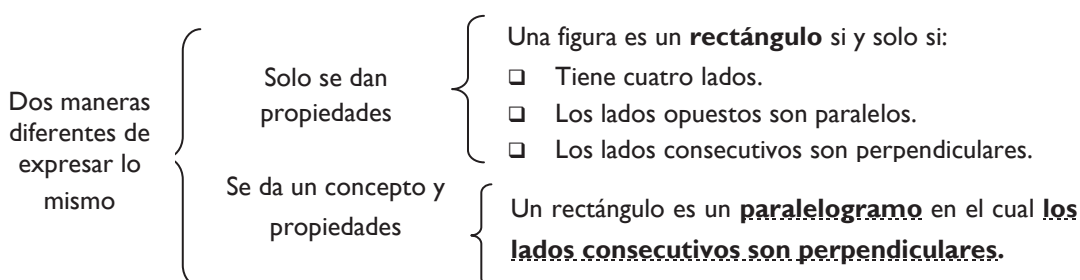 Dos maneras
diferentes de
expresar lo
mismo
Solo se dan
propiedades
Una figura es un rectángulo si y solo si:
❑ Tiene cuatro lados.
❑ Los lados opuestos son paralelos.
❑ Los lados consecutivos son perpendiculares.
Se da un concepto y
propiedades
Un rectángulo es un paralelogramo en el cual los
lados consecutivos son perpendiculares.